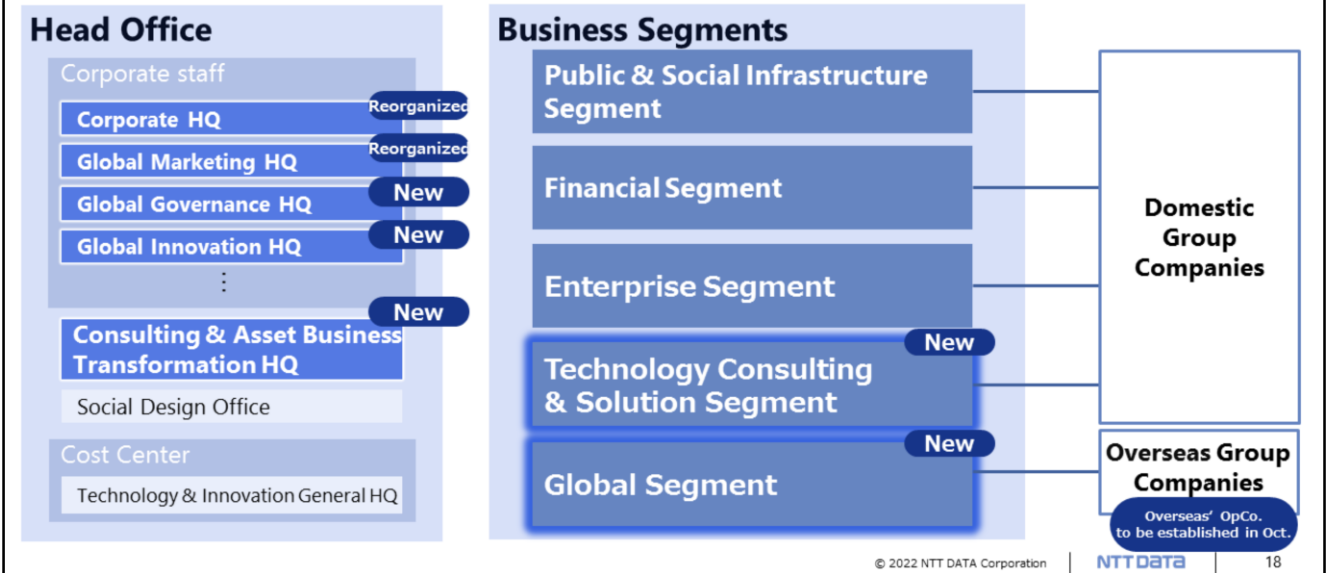 Head Office
Corporate staff
Corporate HQ
Reorganized
Global Marketing HQ
Reorganized
Global Governance HQ
New
Global Innovation HQ
New
⋮
New
Consulting & Asset Business
Transformation HQ
Social Design Office
Cost Center
Technology & Innovation General HQ
Business Segments
Public & Social Infrastructure
Segment
Financial Segment
Enterprise Segment
New
Technology Consulting
& Solution Segment
New
Global Segment
Domestic
Group
Companies
Overseas Group
Companies
Overseas' OpCo.
to be established in Oct.
© 2022 NTT DATA Corporation
NTT DATA
18